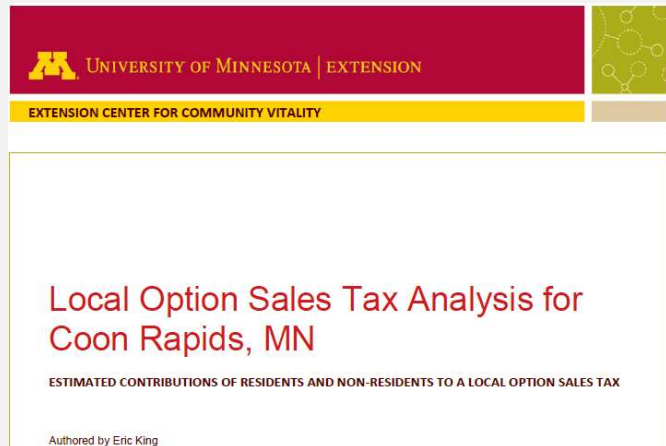 UNIVERSITY OF MINNESOTA | EXTENSION
EXTENSION CENTER FOR COMMUNITY VITALITY
Local Option Sales Tax Analysis for
Coon Rapids, MN
ESTIMATED CONTRIBUTIONS OF RESIDENTS AND NON-RESIDENTS TO A LOCAL OPTION SALES TAX
Authored by Eric King